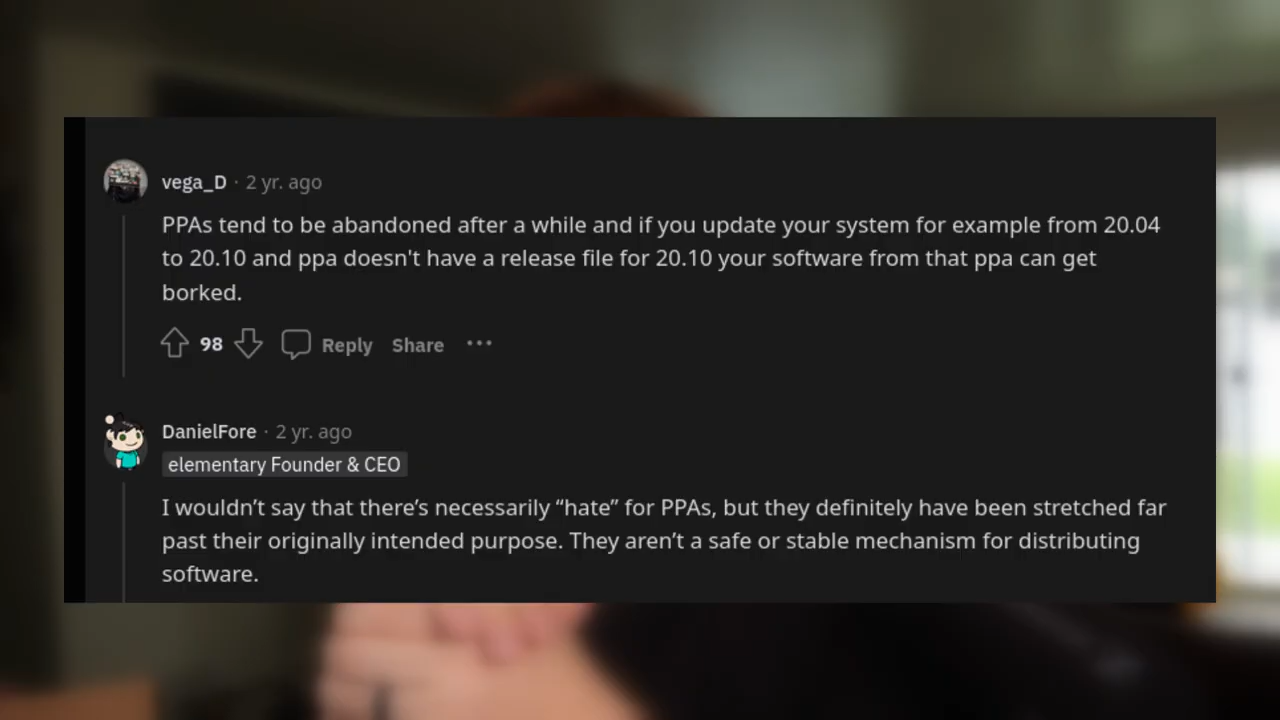 vega_D · 2 yr. ago
PPAs tend to be abandoned after a while and if you update your system for example from 20.04
to 20.10 and ppa doesn't have a release file for 20.10 your software from that ppa can get
borked.
98 Reply Share ···
DanielFore · 2 yr. ago
elementary Founder & CEO
I wouldn’t say that there’s necessarily “hate” for PPAs, but they definitely have been stretched far
past their originally intended purpose. They aren’t a safe or stable mechanism for distributing
software.